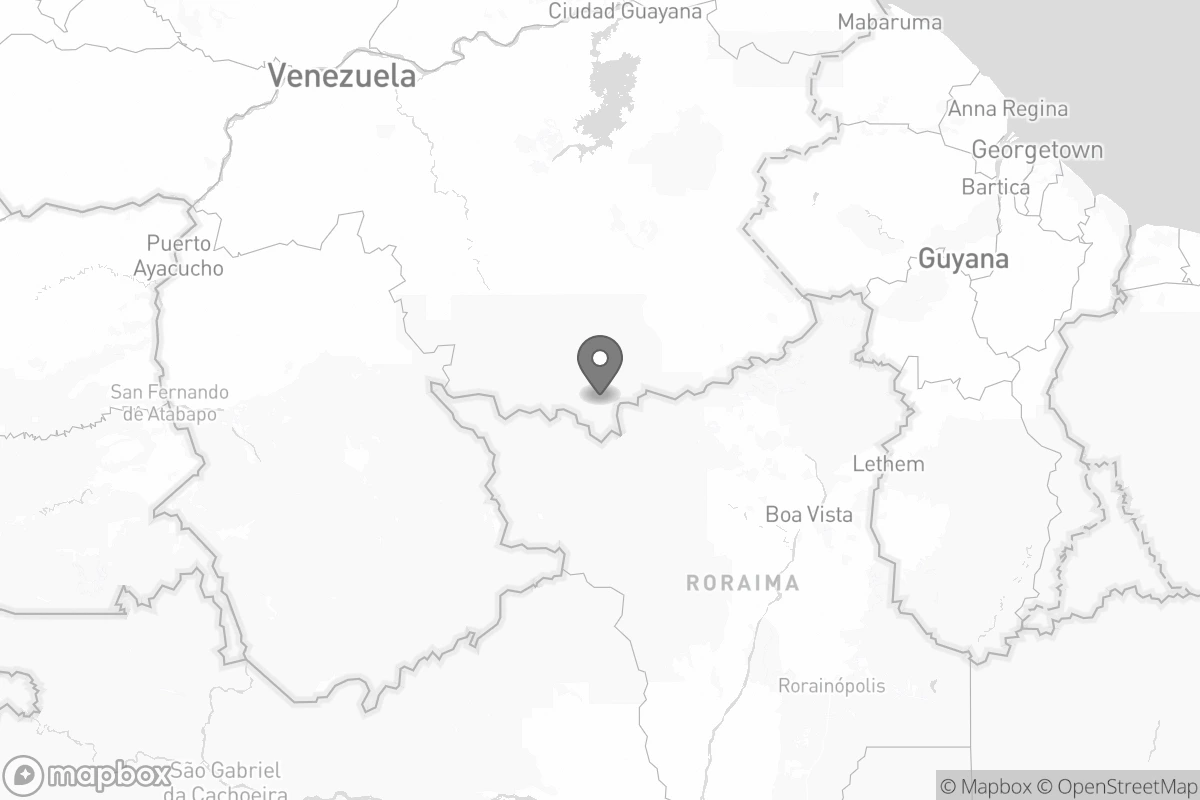 Ciudad Guayana
Mabaruma
Venezuela
Anna Regina
Georgetown
Bartica
Puerto
Ayacucho
Guyana
San Fernando
de Atabapo
Lethem
Boa Vista
RORAIMA
Rorainópolis
São Gabriel
da Cachoeira
mapbox
© Mapbox © OpenStreetMap